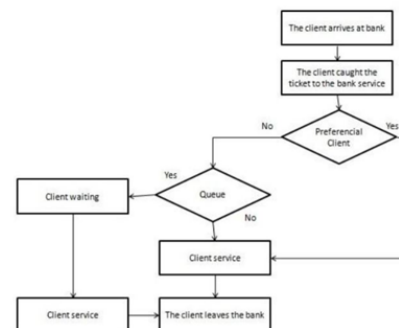 The client arrives at bank
The client caught the
ticket to the bank service
No
Preferencial
Client
Yes
Yes
Queue
No
Client waiting
Client service
Client service
The client leaves the bank